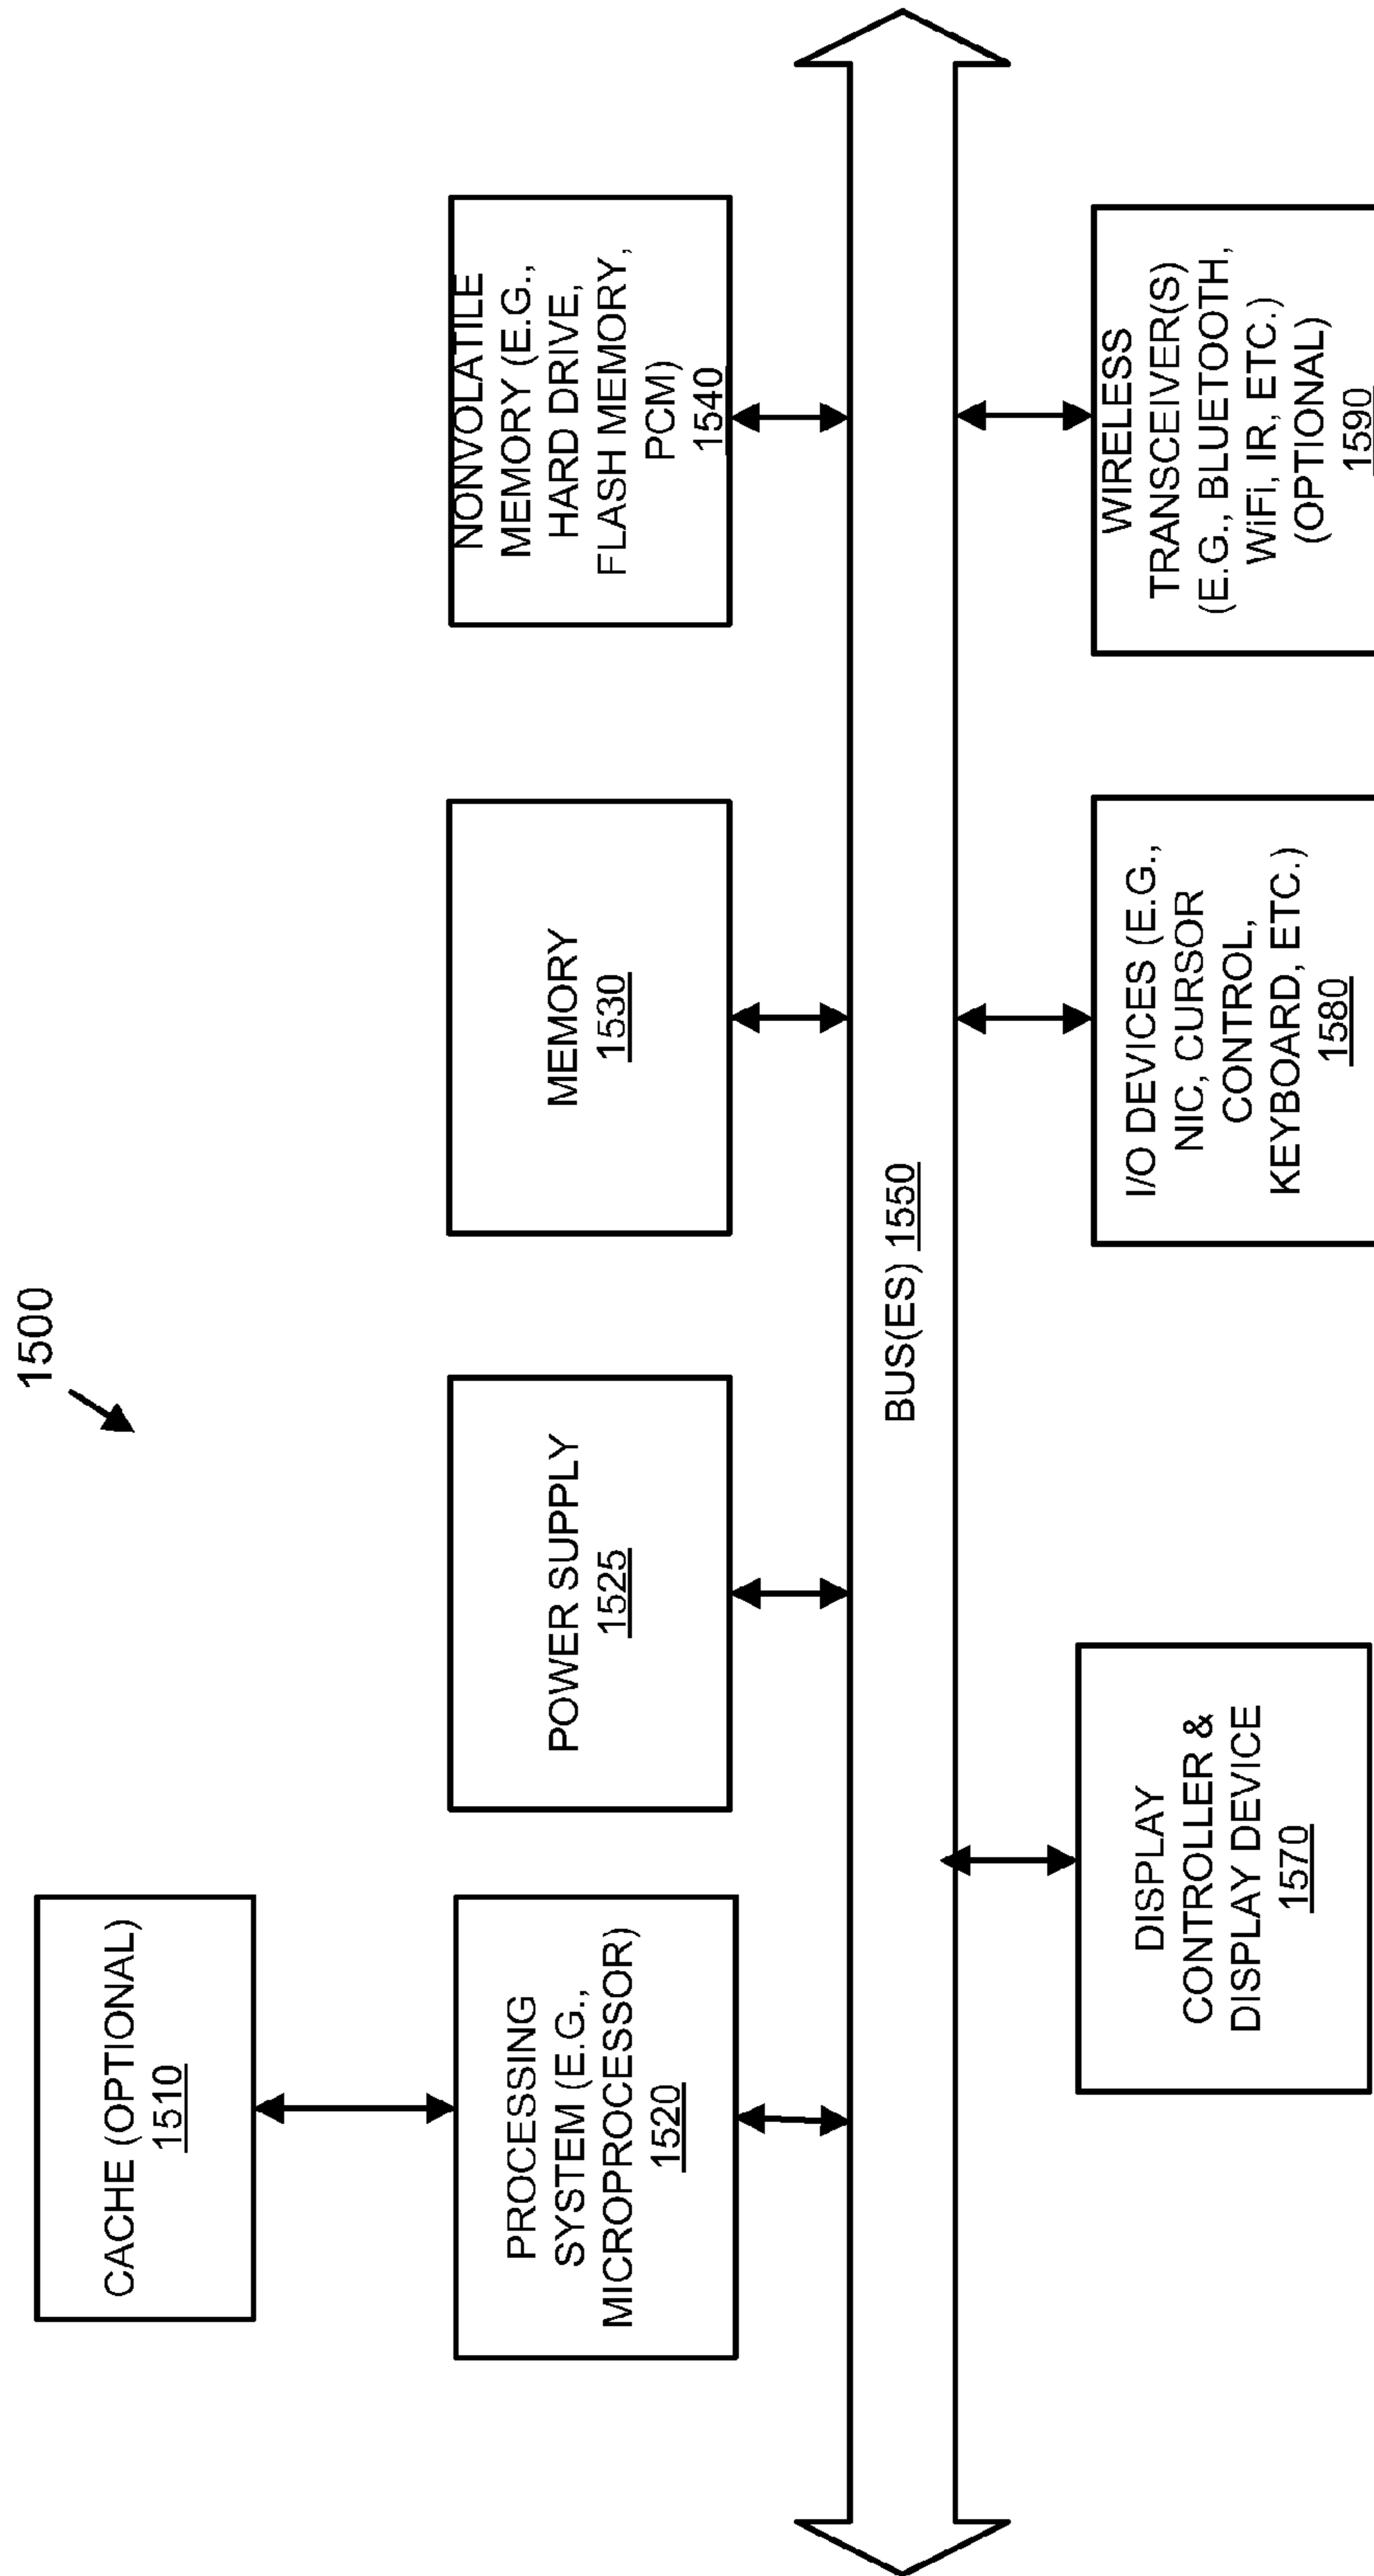 1500
CACHE (OPTIONAL)
1510
PROCESSING
SYSTEM (E.G.,
MICROPROCESSOR)
1520
POWER SUPPLY
1525
MEMORY
1530
NONVOLATILE
MEMORY (E.G.,
HARD DRIVE,
FLASH MEMORY,
PCM)
1540
BUS(ES) 1550
DISPLAY
CONTROLLER &
DISPLAY DEVICE
1570
I/O DEVICES (E.G.,
NIC, CURSOR
CONTROL,
KEYBOARD, ETC.)
1580
WIRELESS
TRANSCEIVER(S)
(E.G., BLUETOOTH,
WiFi, IR, ETC.)
(OPTIONAL)
1590